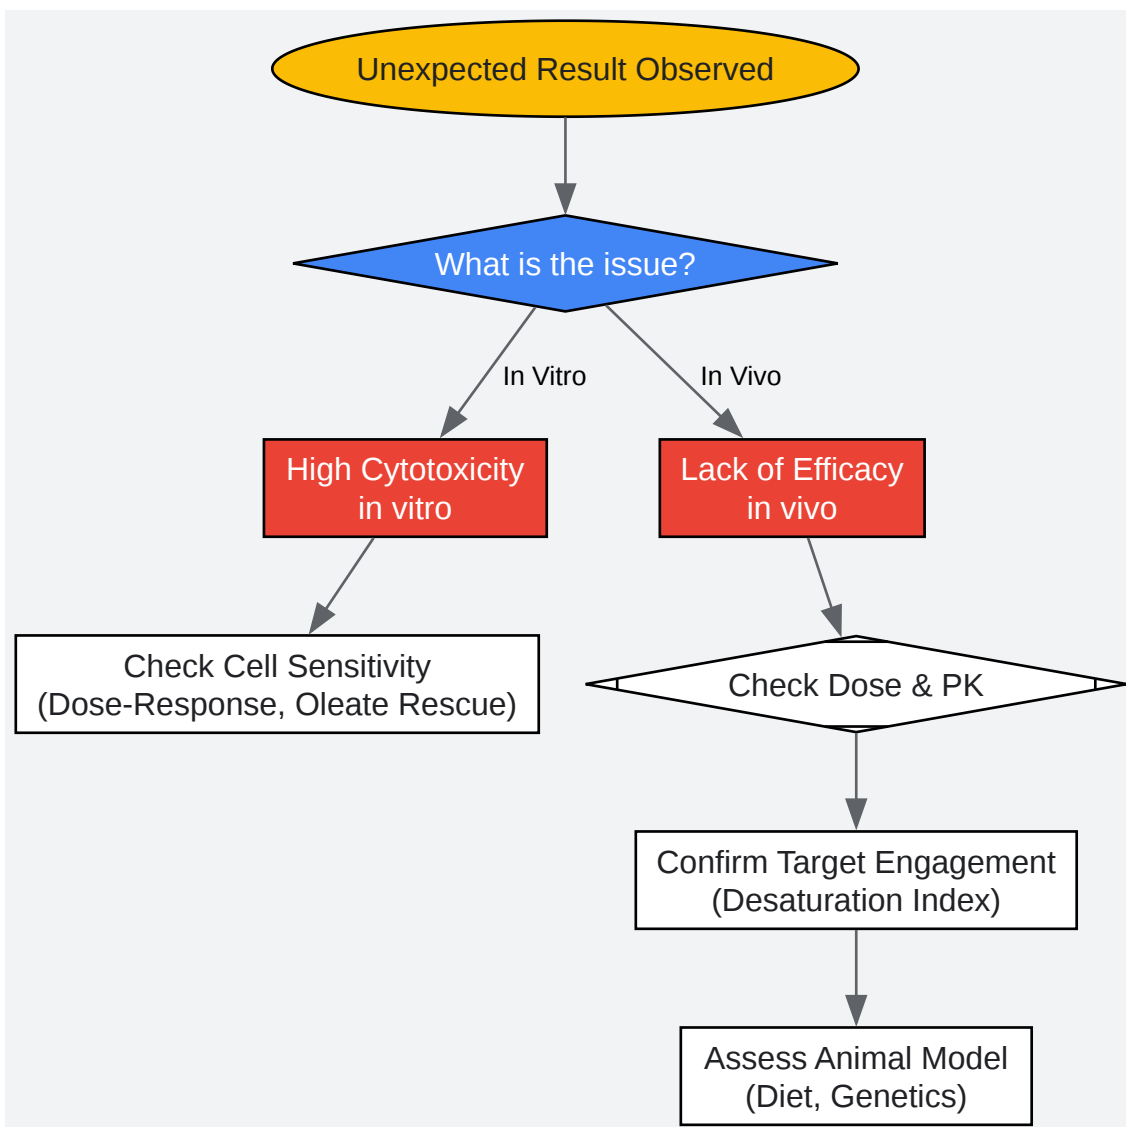 Unexpected Result Observed
What is the issue?
In Vitro
In Vivo
High Cytotoxicity
in vitro
Lack of Efficacy
in vivo
Check Cell Sensitivity
(Dose-Response, Oleate Rescue)
Check Dose & PK
Confirm Target Engagement
(Desaturation Index)
Assess Animal Model
(Diet, Genetics)